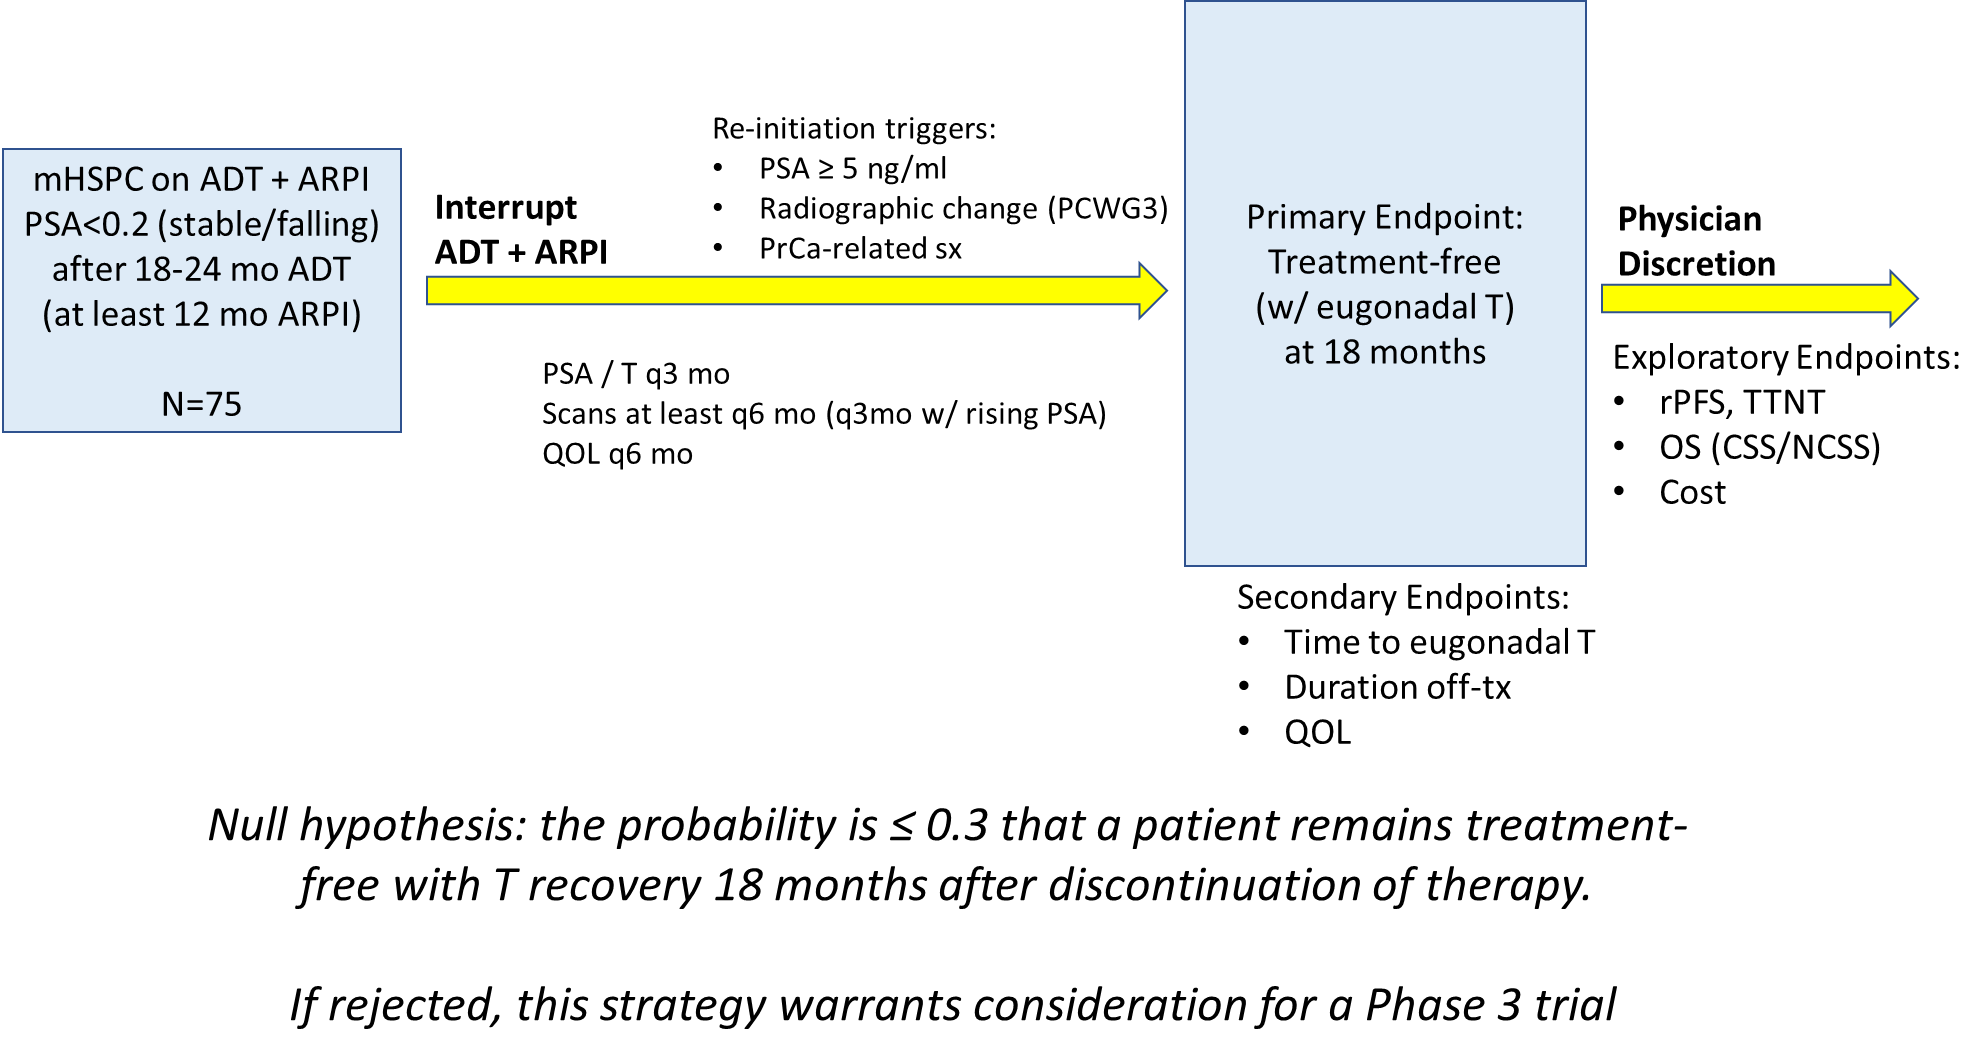 mHSPC on ADT + ARPI
PSA<0.2 (stable/falling)
after 18-24 mo ADT
(at least 12 mo ARPI)
N=75
Interrupt
ADT + ARPI
Re-initiation triggers:
• PSA ≥ 5 ng/ml
• Radiographic change (PCWG3)
• PrCa-related sx
PSA / T q3 mo
Scans at least q6 mo (q3mo w/ rising PSA)
QOL q6 mo
Primary Endpoint:
Treatment-free
(w/ eugonadal T)
at 18 months
Secondary Endpoints:
• Time to eugonadal T
• Duration off-tx
• QOL
Physician
Discretion
Exploratory Endpoints:
• rPFS, TTNT
• OS (CSS/NCSS)
• Cost
Null hypothesis: the probability is ≤ 0.3 that a patient remains treatment-
free with T recovery 18 months after discontinuation of therapy.
If rejected, this strategy warrants consideration for a Phase 3 trial